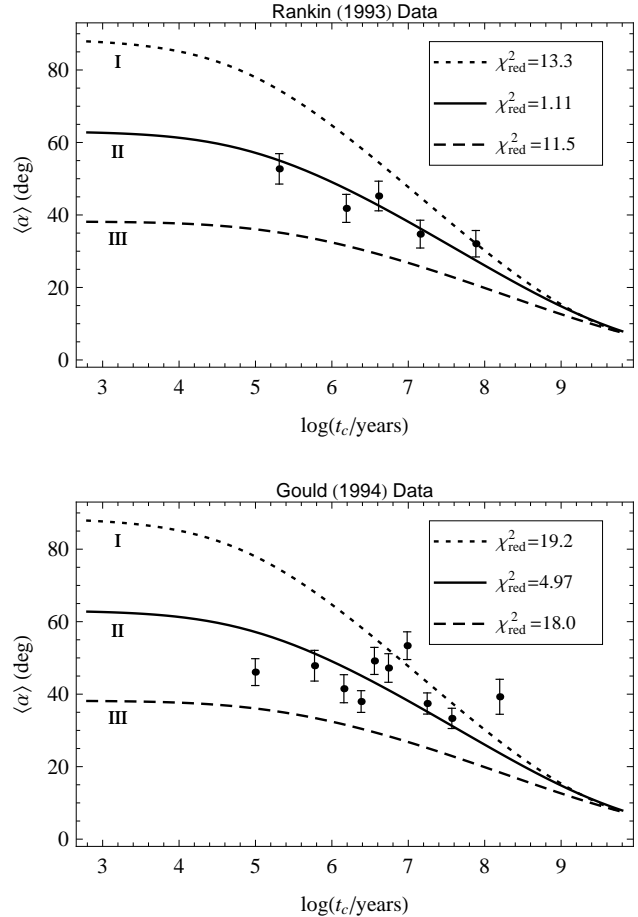 Rankin (1993) Data
I
II
III
χ²red=13.3
χ²red=1.11
χ²red=11.5
80
60
40
20
0
⟨α⟩ (deg)
3 4 5 6 7 8 9
log(tc/years)
Gould (1994) Data
I
II
III
χ²red=19.2
χ²red=4.97
χ²red=18.0
80
60
40
20
0
⟨α⟩ (deg)
3 4 5 6 7 8 9
log(tc/years)